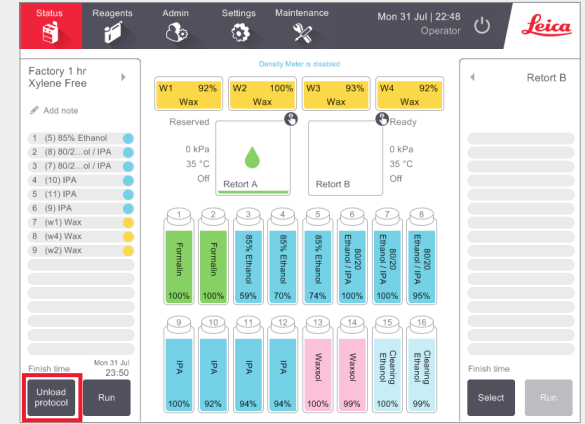 Status Reagents Admin Settings Maintenance Mon 31 Jul | 22:48
Operator
Leica
Factory 1 hr
Xylene Free
Add note
1 (5) 85% Ethanol
2 (8) 80/2...ol / IPA
3 (7) 80/2...ol / IPA
4 (10) IPA
5 (11) IPA
6 (9) IPA
7 (w1) Wax
8 (w4) Wax
9 (w2) Wax
Finish time
Mon 31 Jul
23:50
Unload
protocol
Run
Density Meter is disabled
W1 92%
Wax
W2 100%
Wax
W3 93%
Wax
W4 92%
Wax
Reserved
0 kPa
35 °C
Off
Retort A
Retort B
Ready
0 kPa
35 °C
Off
1 2 3 4 5 6 7 8
Formalin
100%
Formalin
100%
85% Ethanol
59%
85% Ethanol
70%
85% Ethanol
74%
80/20
Ethanol / IPA
100%
80/20
Ethanol / IPA
100%
80/20
Ethanol / IPA
95%
9 10 11 12 13 14 15 16
IPA
100%
IPA
92%
IPA
94%
IPA
94%
Waxsol
100%
Waxsol
99%
Cleaning
Ethanol
100%
Cleaning
Ethanol
99%
Retort B
Finish time
Select
Run